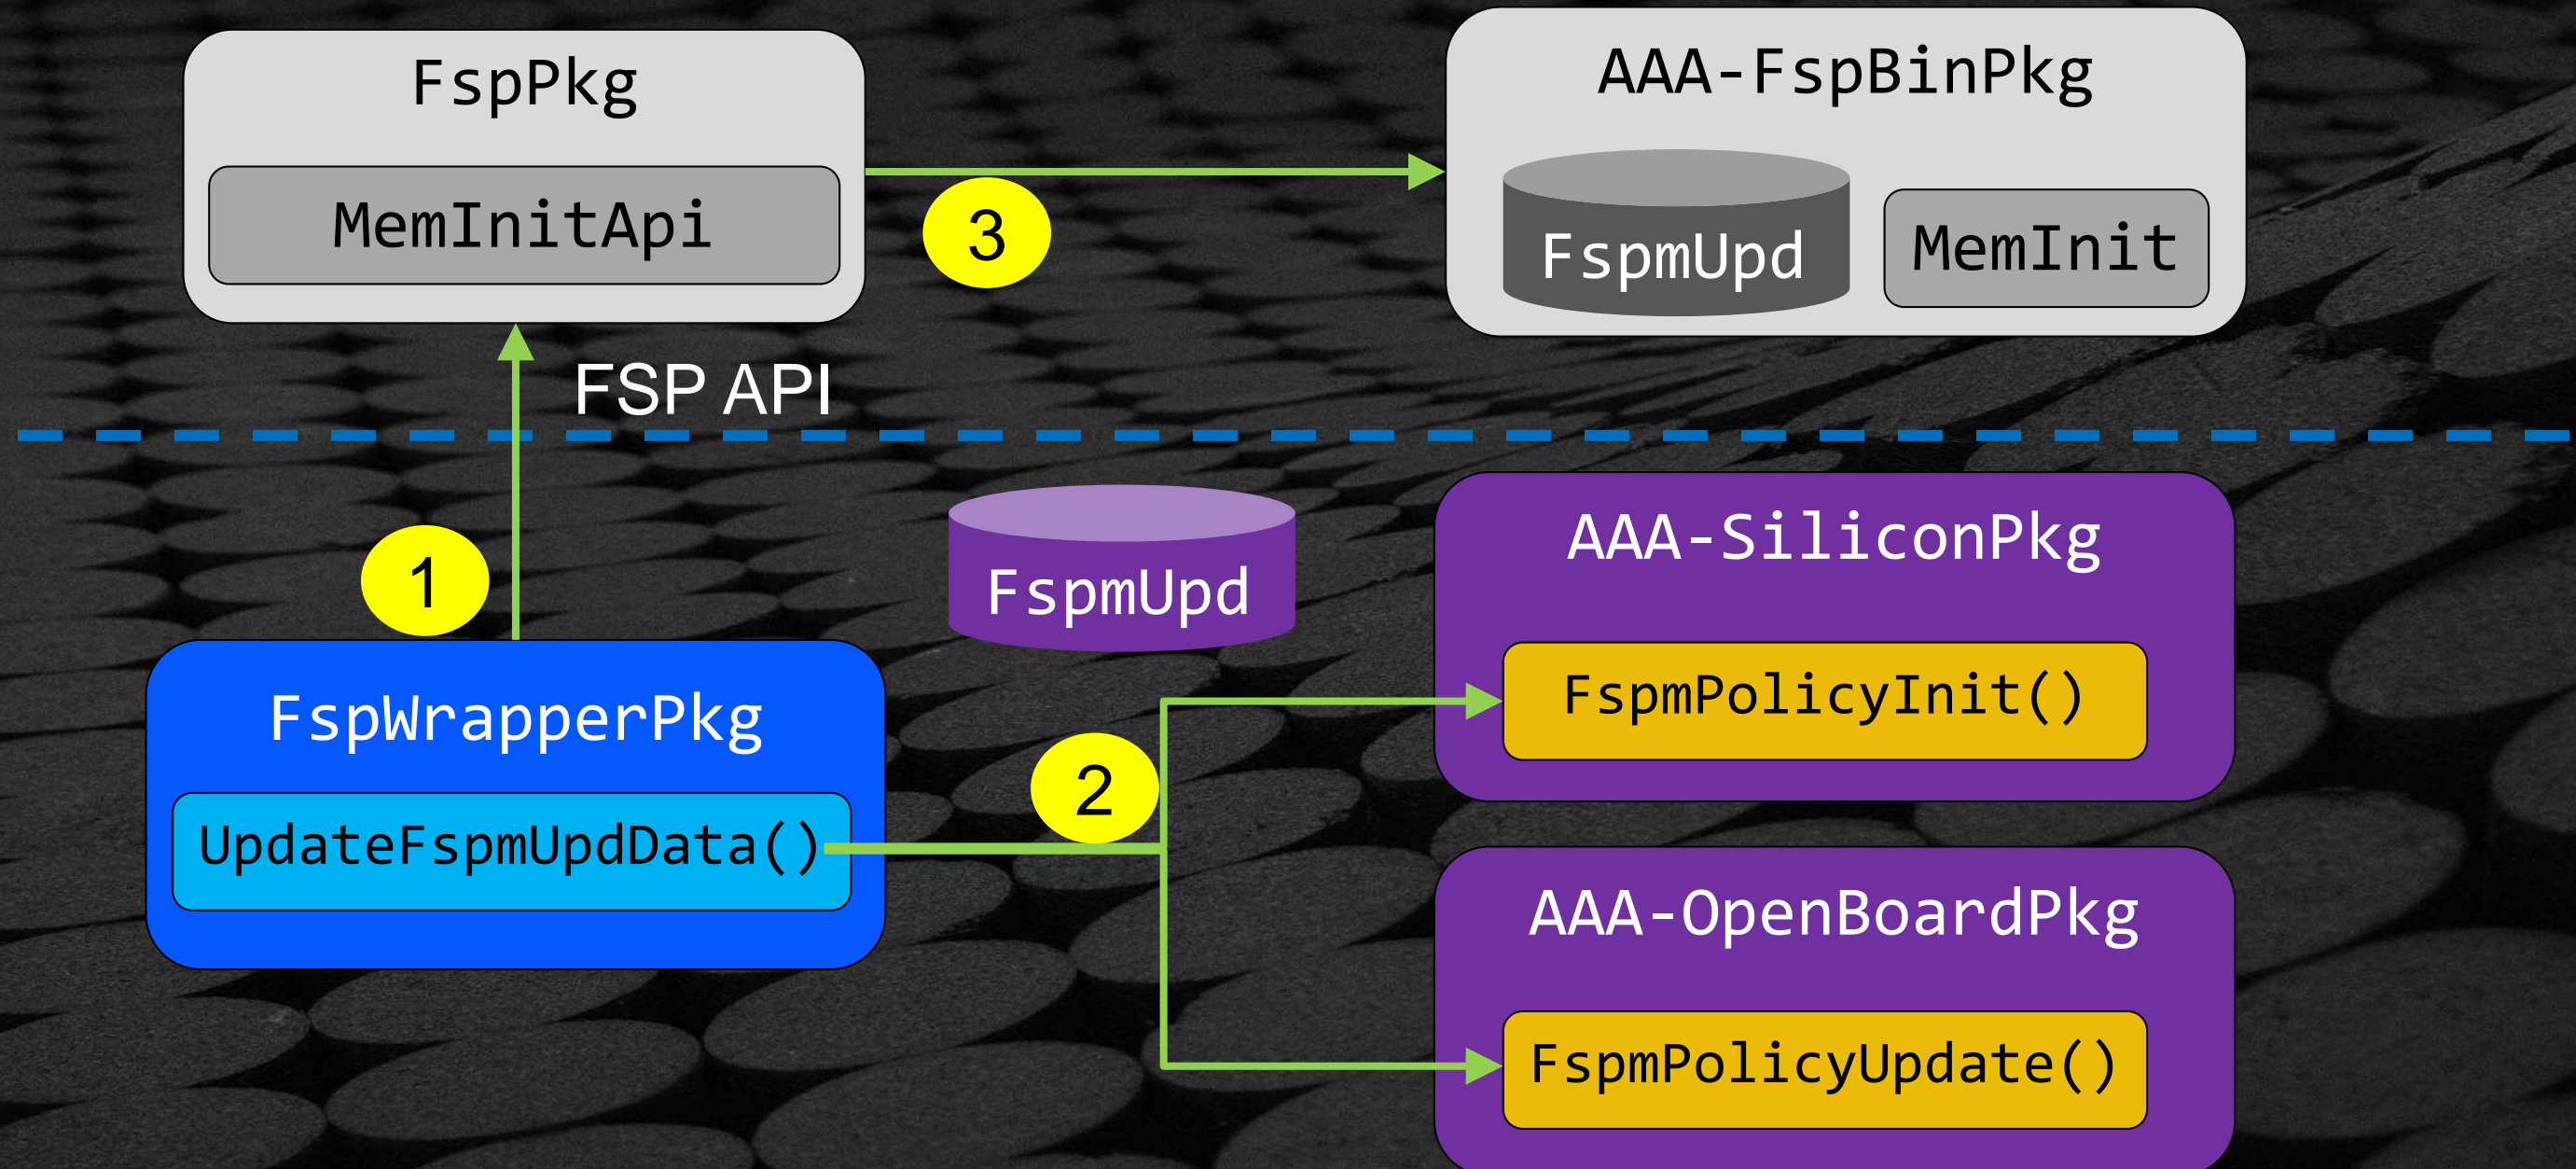 FspPkg
MemInitApi
3
AAA-FspBinPkg
FspmUpd
MemInit
FSP API
1
FspmUpd
AAA-SiliconPkg
FspmPolicyInit()
FspWrapperPkg
UpdateFspmUpdData()
2
AAA-OpenBoardPkg
FspmPolicyUpdate()